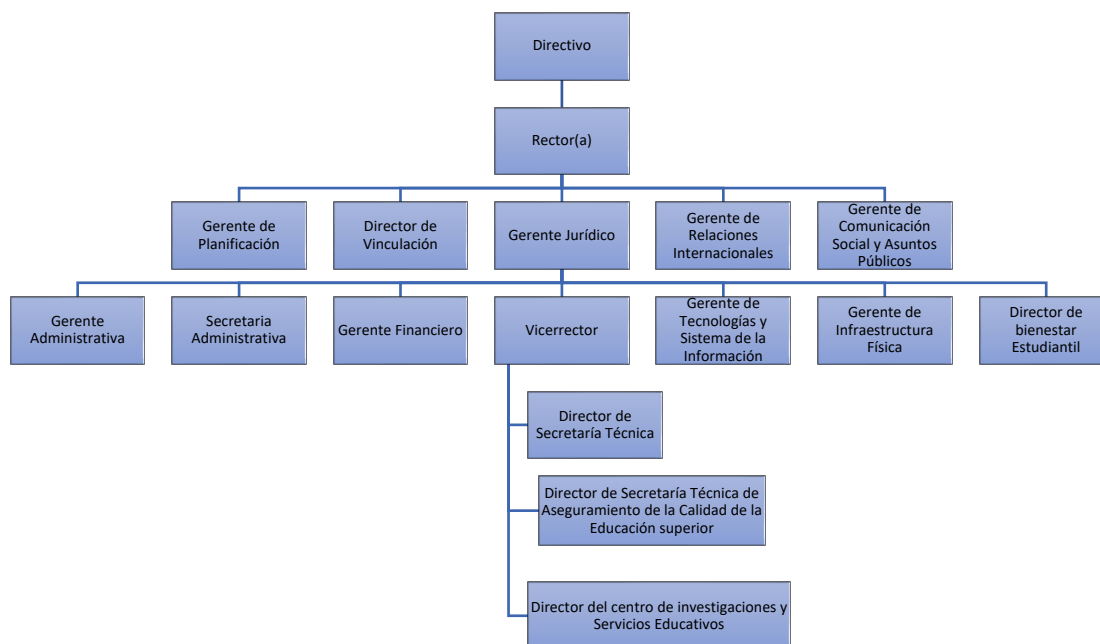 Directivo
Rector(a)
Gerente de
Planificación
Director de
Vinculación
Gerente Jurídico
Gerente de
Relaciones
Internacionales
Gerente de
Comunicación
Social y Asuntos
Públicos
Gerente
Administrativa
Secretaria
Administrativa
Gerente Financiero
Vicerrector
Gerente de
Tecnologías y
Sistema de la
Información
Gerente de
Infraestructura
Física
Director de
bienestar
Estudiantil
Director de
Secretaría Técnica
Director de Secretaría Técnica de
Aseguramiento de la Calidad de la
Educación superior
Director del centro de investigaciones y
Servicios Educativos